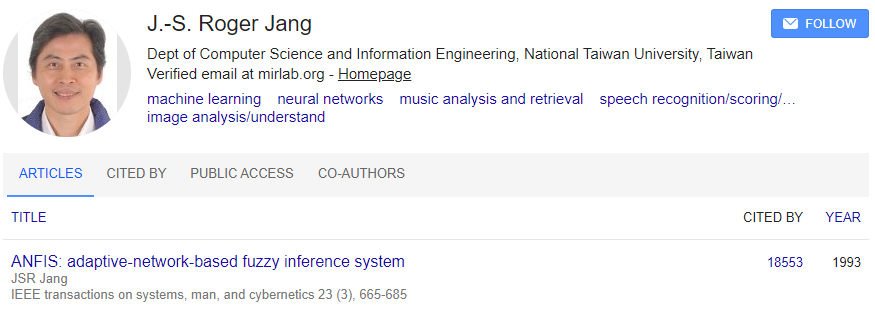 J.-S. Roger Jang
FOLLOW
Dept of Computer Science and Information Engineering, National Taiwan University, Taiwan
Verified email at mirlab.org - Homepage
machine learning neural networks music analysis and retrieval speech recognition/scoring/…
image analysis/understand
ARTICLES CITED BY PUBLIC ACCESS CO-AUTHORS
TITLE CITED BY YEAR
ANFIS: adaptive-network-based fuzzy inference system 18553 1993
JSR Jang
IEEE transactions on systems, man, and cybernetics 23 (3), 665-685